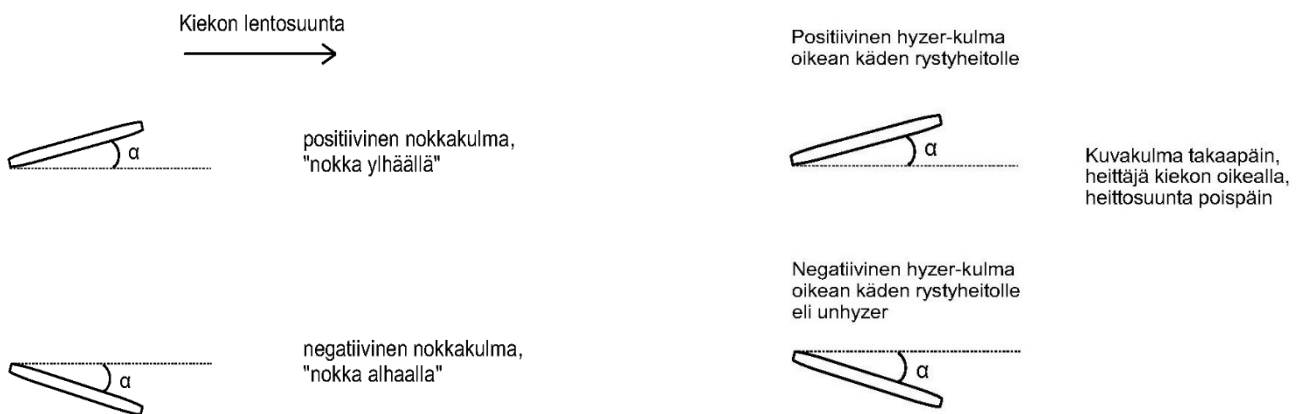 Kiekon lentosuunta
α
positiivinen nokkakulma,
"nokka ylhäällä"
α
negatiivinen nokkakulma,
"nokka alhaalla"
Positiivinen hyzer-kulma
oikean käden rystyheitolle
α
Kuvakulma takaapäin,
heittäjä kiekon oikealla,
heittosuunta poispäin
Negatiivinen hyzer-kulma
oikean käden rystyheitolle
eli unhyzer
α